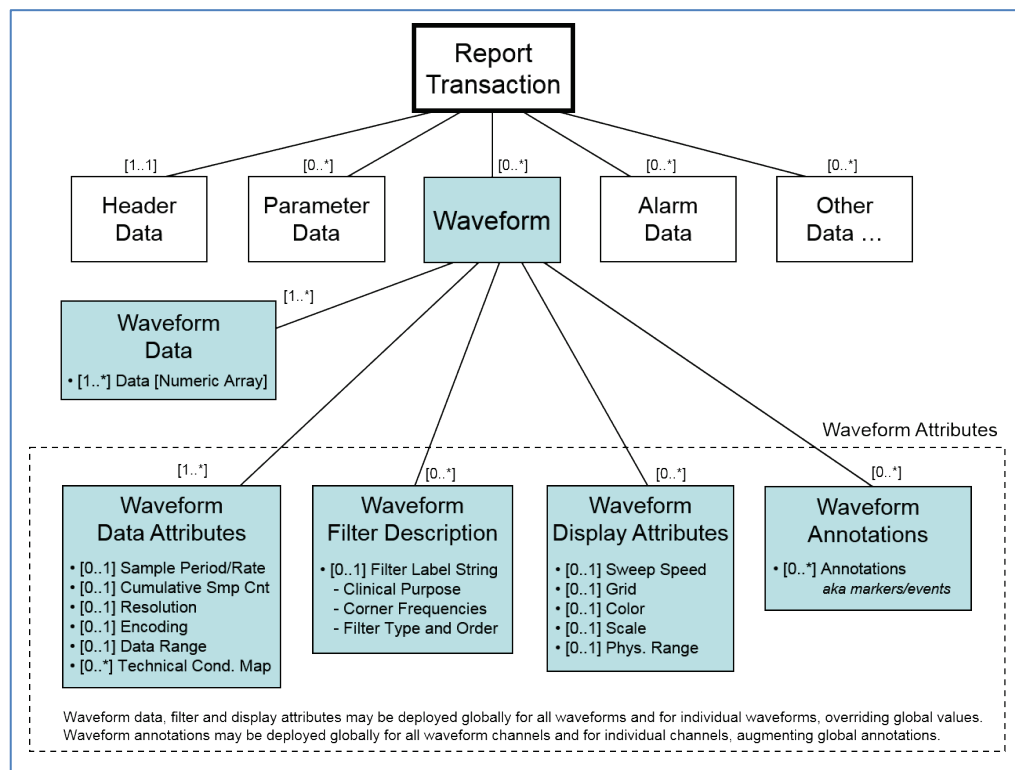 Report
Transaction
[1..1]
[0..*]
[0..*]
[0..*]
[0..*]
Header
Data
Parameter
Data
Waveform
Alarm
Data
Other
Data …
[1..*]
Waveform
Data
• [1..*] Data [Numeric Array]
Waveform Attributes
[1..*]
[0..*]
[0..*]
[0..*]
Waveform
Data Attributes
• [0..1] Sample Period/Rate
• [0..1] Cumulative Smp Cnt
• [0..1] Resolution
• [0..1] Encoding
• [0..1] Data Range
• [0..*] Technical Cond. Map
Waveform
Filter Description
• [0..1] Filter Label String
- Clinical Purpose
- Corner Frequencies
- Filter Type and Order
Waveform
Display Attributes
• [0..1] Sweep Speed
• [0..1] Grid
• [0..1] Color
• [0..1] Scale
• [0..1] Phys. Range
Waveform
Annotations
• [0..*] Annotations
aka markers/events
Waveform data, filter and display attributes may be deployed globally for all waveforms and for individual waveforms, overriding global values.
Waveform annotations may be deployed globally for all waveform channels and for individual channels, augmenting global annotations.